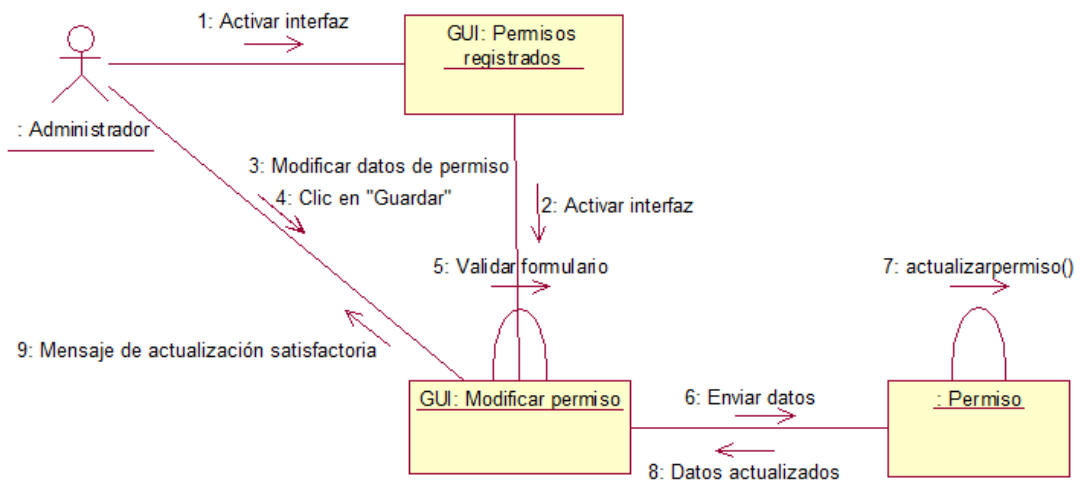 1: Activar interfaz
GUI: Permisos
registrados
: Administrador
3: Modificar datos de permiso
4: Clic en "Guardar"
2: Activar interfaz
5: Validar formulario
7: actualizarpermiso()
9: Mensaje de actualización satisfactoria
GUI: Modificar permiso
6: Enviar datos
: Permiso
8: Datos actualizados